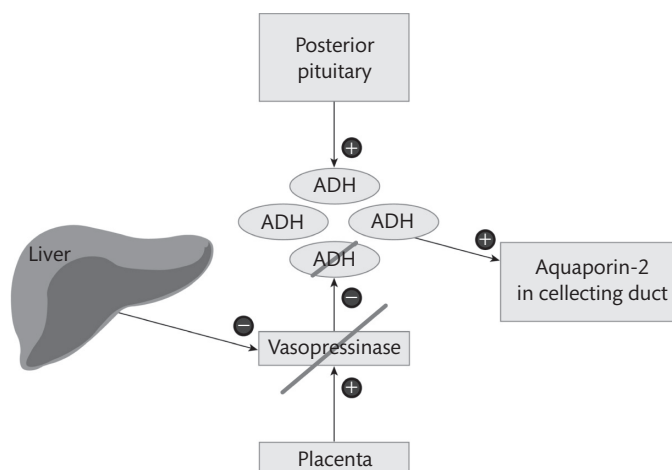 Posterior
pituitary
+
ADH
ADH
ADH
+
Liver
ADH
Aquaporin-2
in cellecting duct
−
−
Vasopressinase
+
Placenta